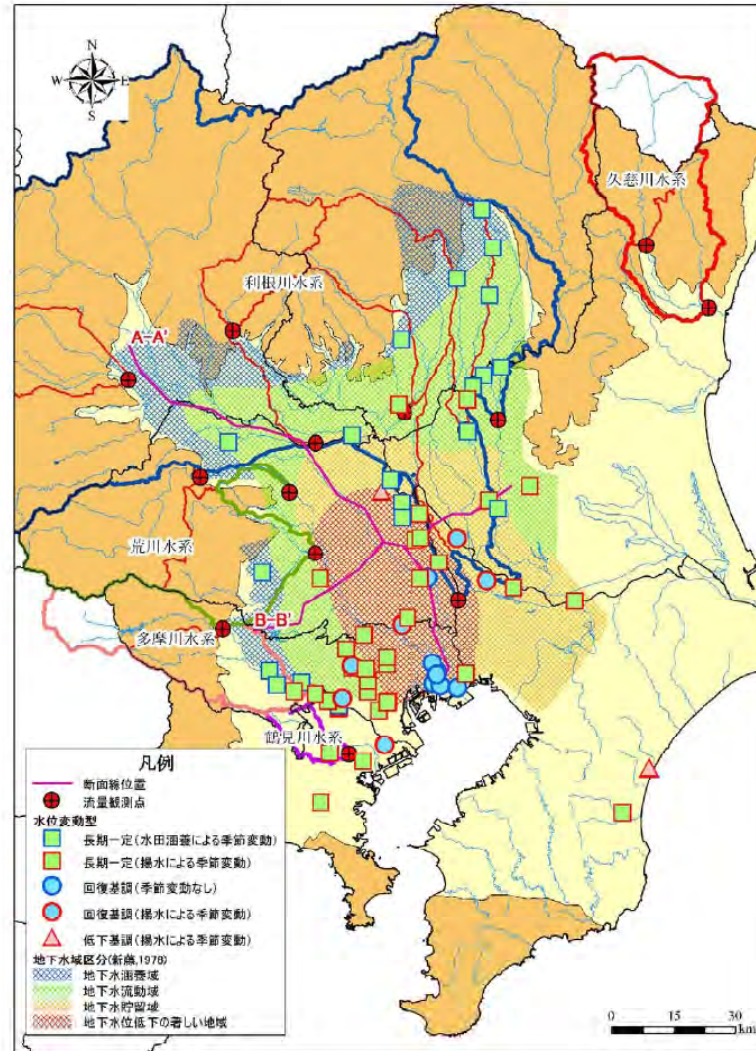 N
W E
S
久慈川水系
利根川水系
A-A'
荒川水系
B-B'
多摩川水系
鶴見川水系
凡例
断面線位置
流量観測点
水位変動型
長期一定(水田涵養による季節変動)
長期一定(揚水による季節変動)
回復基調(季節変動なし)
回復基調(揚水による季節変動)
低下基調(揚水による季節変動)
地下水域区分(新藤,1978)
地下水涵養域
地下水流動域
地下水貯留域
地下水位低下の著しい地域
0 15 30
km